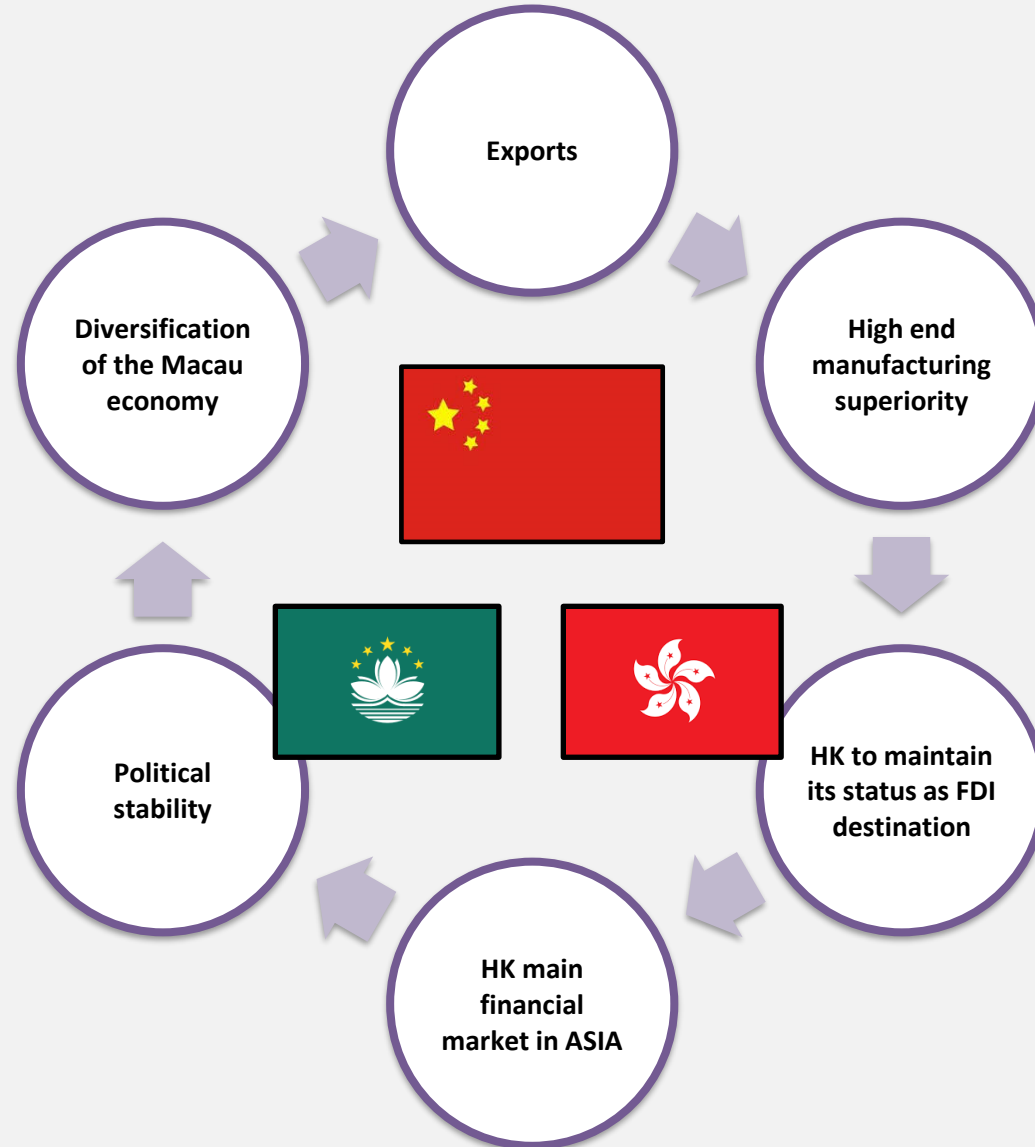 Exports
High end
manufacturing
superiority
HK to maintain
its status as FDI
destination
HK main
financial
market in ASIA
Political
stability
Diversification
of the Macau
economy